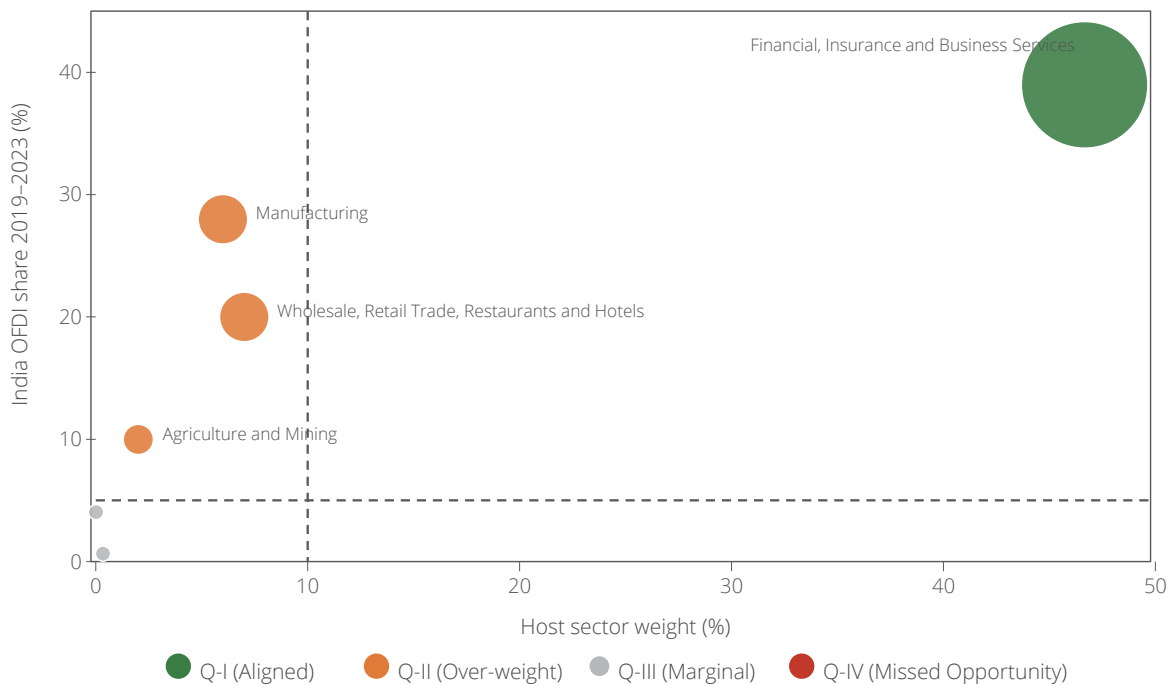 Financial, Insurance and Business Services
40
30
Manufacturing
Wholesale, Retail Trade, Restaurants and Hotels
20
Agriculture and Mining
10
0
India OFDI share 2019–2023 (%)
0 10 20 30 40 50
Host sector weight (%)
Q-I (Aligned) Q-II (Over-weight) Q-III (Marginal) Q-IV (Missed Opportunity)